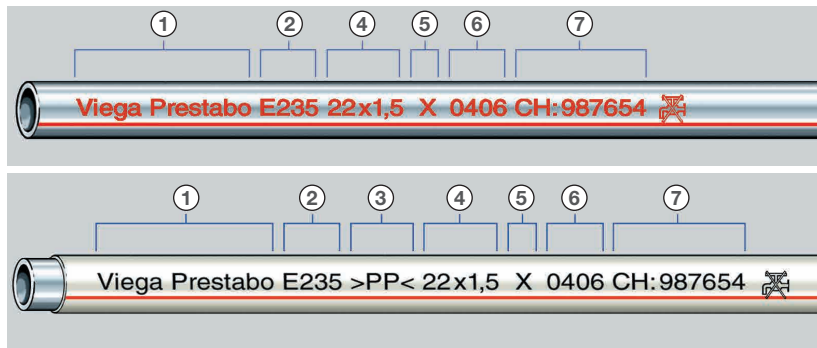 1 2 4 5 6 7
Viega Prestabo E235 22x1,5 X 0406 CH:987654
1 2 3 4 5 6 7
Viega Prestabo E235 >PP< 22x1,5 X 0406 CH:987654